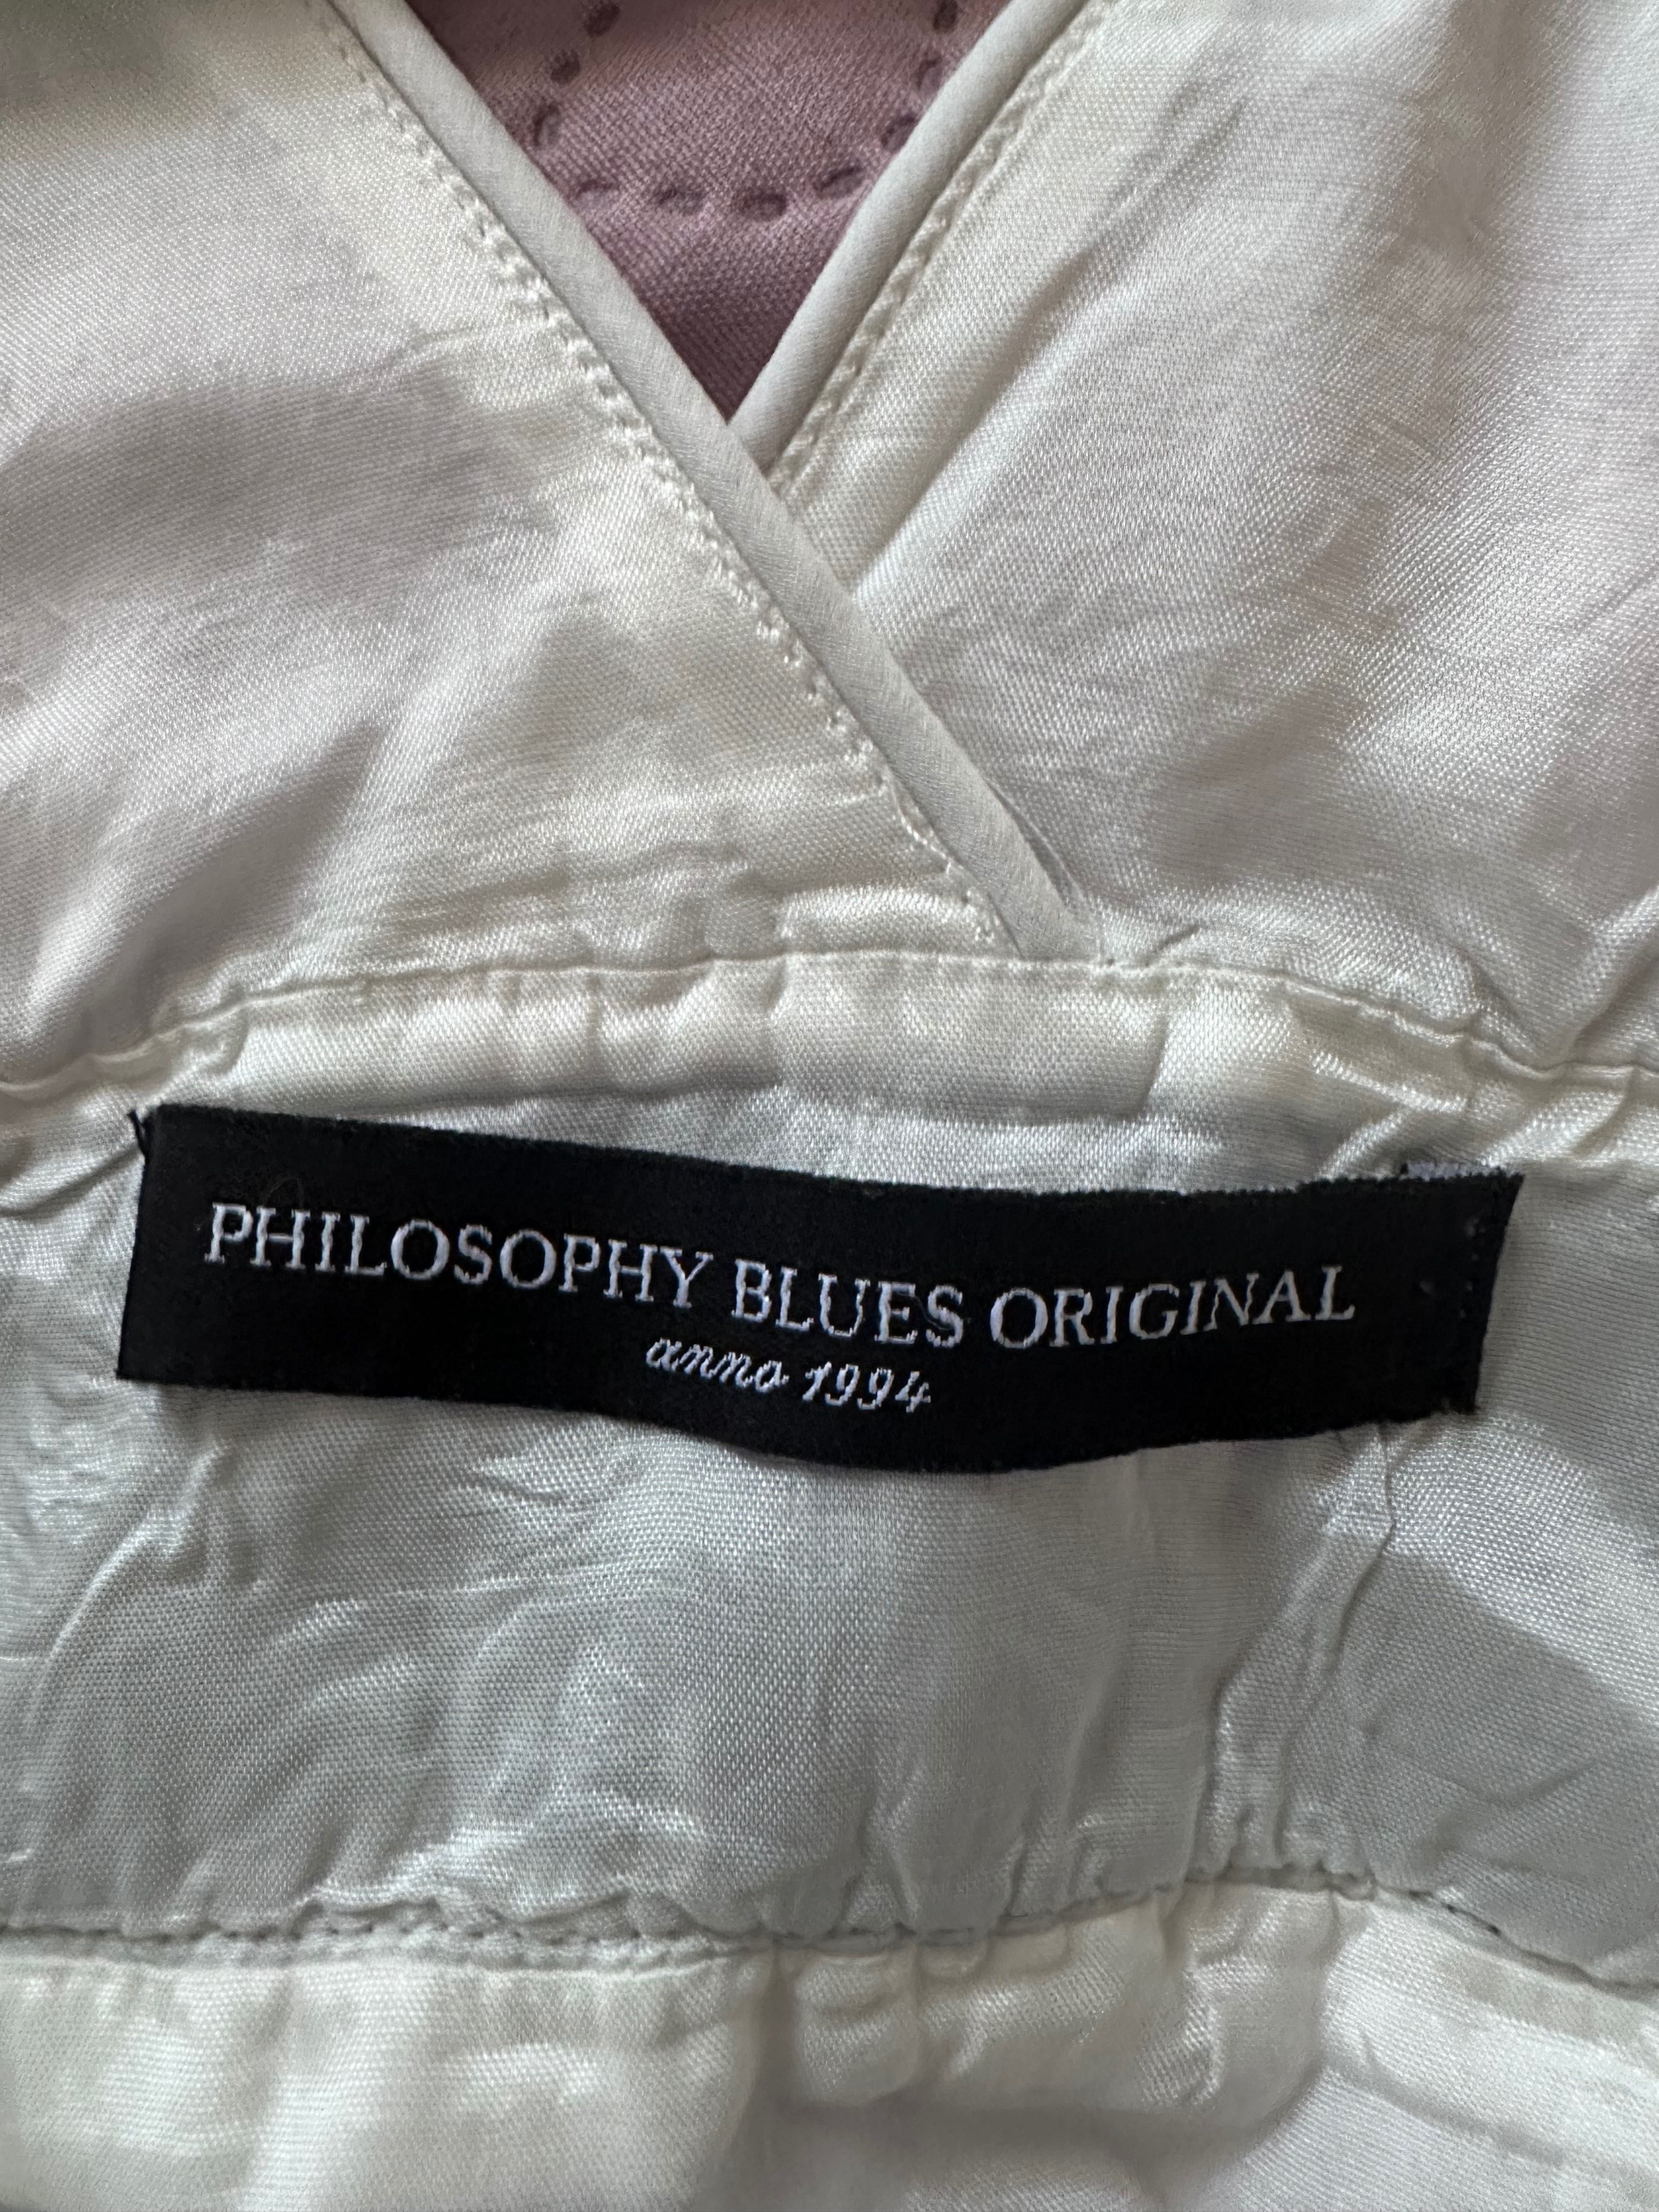 PHILOSOPHY BLUES ORIGINAL
anno 1994